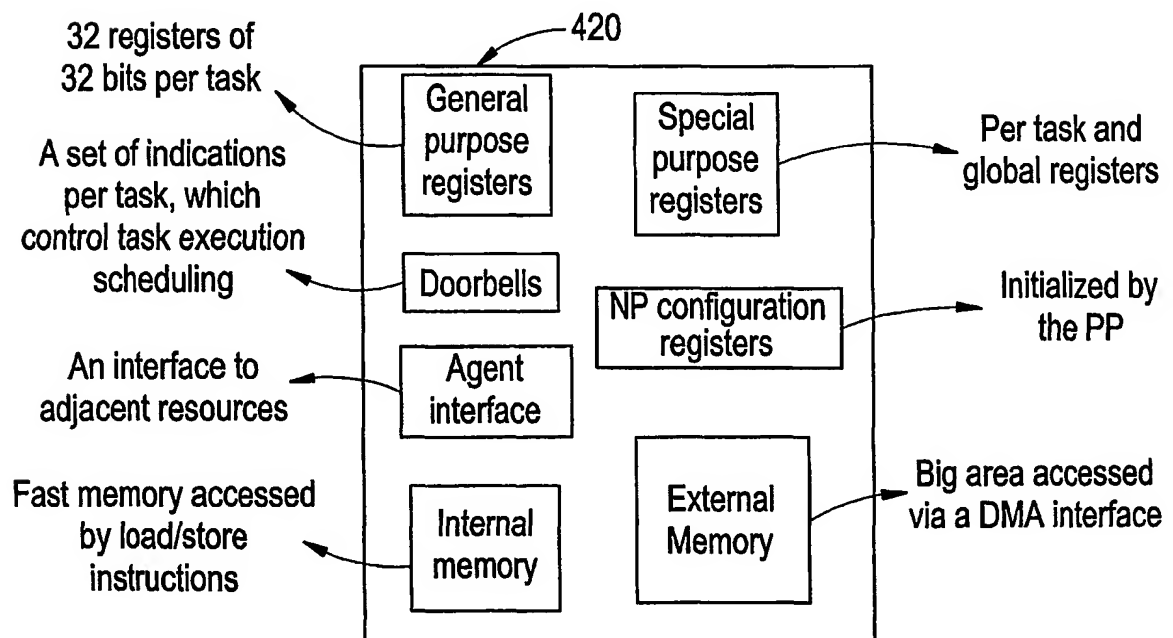 420
32 registers of
32 bits per task
General
purpose
registers
Special
purpose
registers
Per task and
global registers
A set of indications
per task, which
control task execution
scheduling
Doorbells
NP configuration
registers
Initialized by
the PP
An interface to
adjacent resources
Agent
interface
Fast memory accessed
by load/store
instructions
Internal
memory
External
Memory
Big area accessed
via a DMA interface